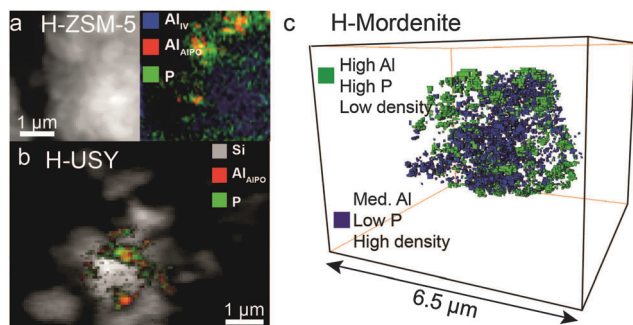 a H-ZSM-5
Al_IV
Al_AlPO
P
1 µm
b H-USY
Si
Al_AlPO
P
1 µm
c H-Mordenite
High Al
High P
Low density
Med. Al
Low P
High density
6.5 µm